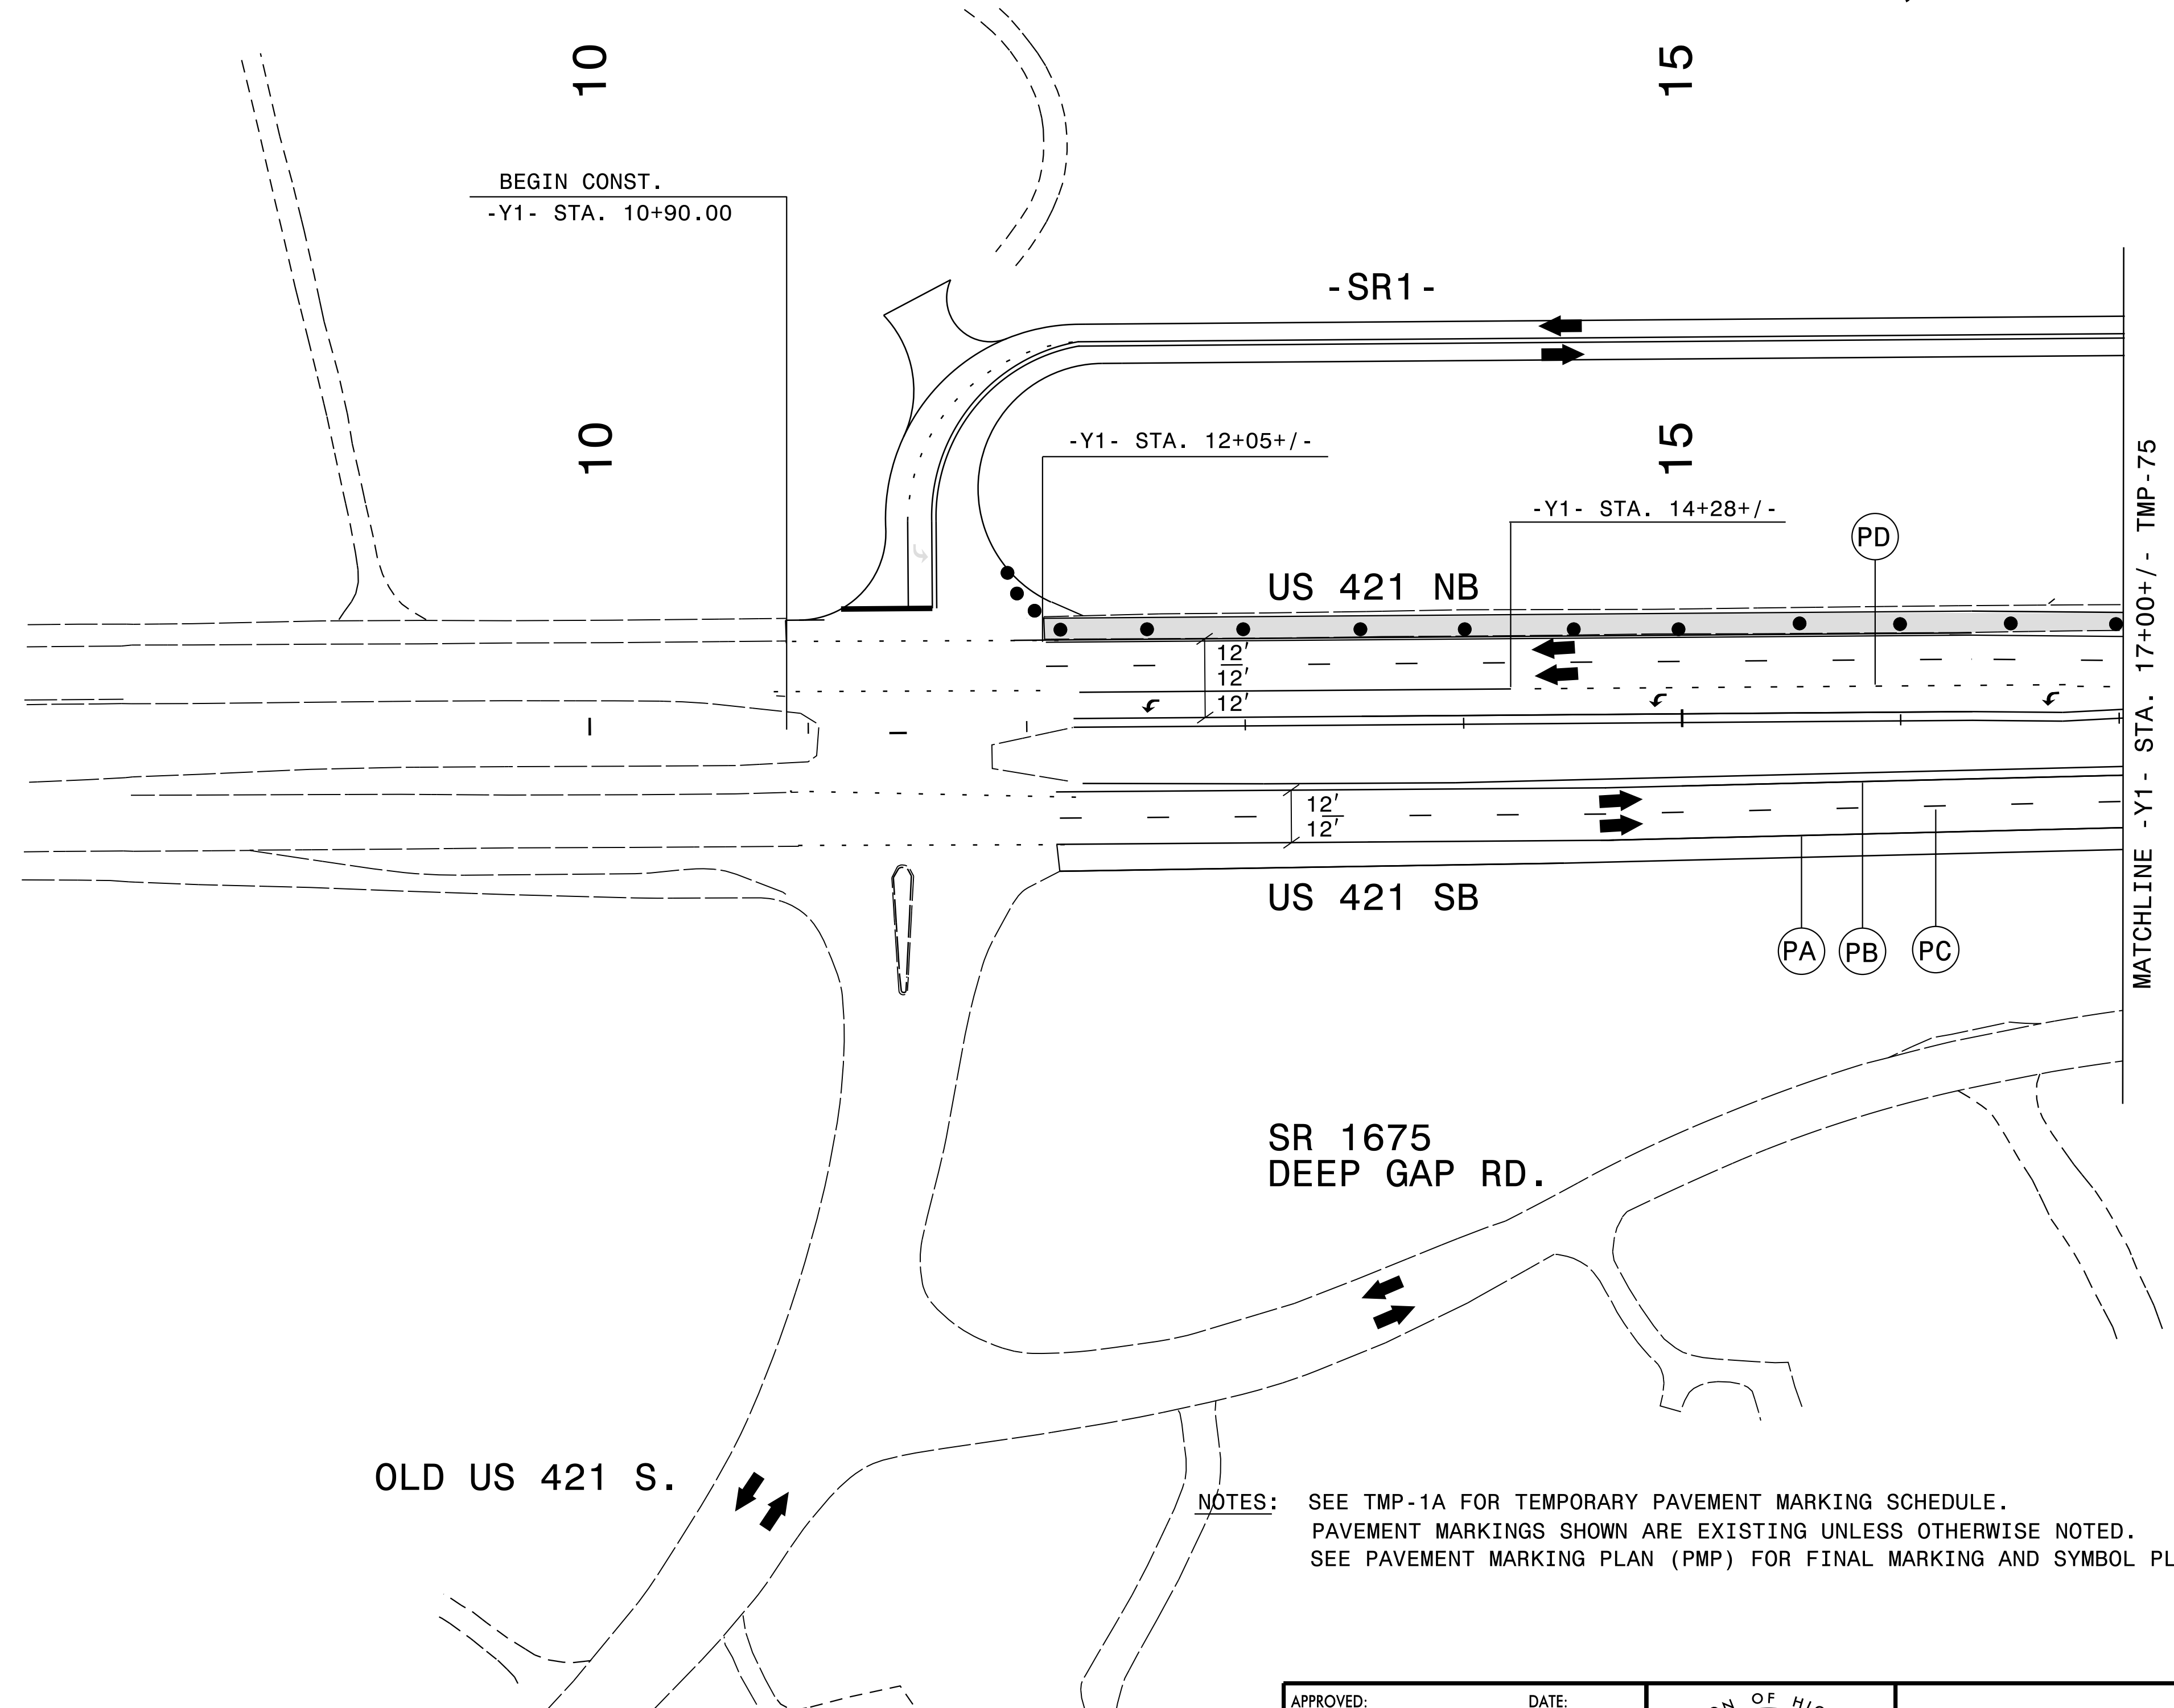 10
15
BEGIN CONST.
-Y1- STA. 10+90.00
-SR1-
10
15
-Y1- STA. 12+05+/-
-Y1- STA. 14+28+/-
PD
US 421 NB
12'
12'
12'
12'
12'
US 421 SB
PA
PB
PC
MATCHLINE -Y1- STA. 17+00+/- TMP-75
SR 1675
DEEP GAP RD.
OLD US 421 S.
NOTES: SEE TMP-1A FOR TEMPORARY PAVEMENT MARKING SCHEDULE.
PAVEMENT MARKINGS SHOWN ARE EXISTING UNLESS OTHERWISE NOTED.
SEE PAVEMENT MARKING PLAN (PMP) FOR FINAL MARKING AND SYMBOL
APPROVED:
DATE:
OF